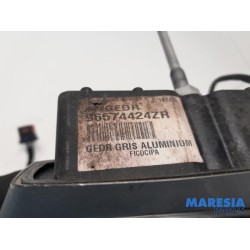 GEDR
96574424ZR
GEDR GRIS ALUMINIUM
FICOCIPA
MARESIA